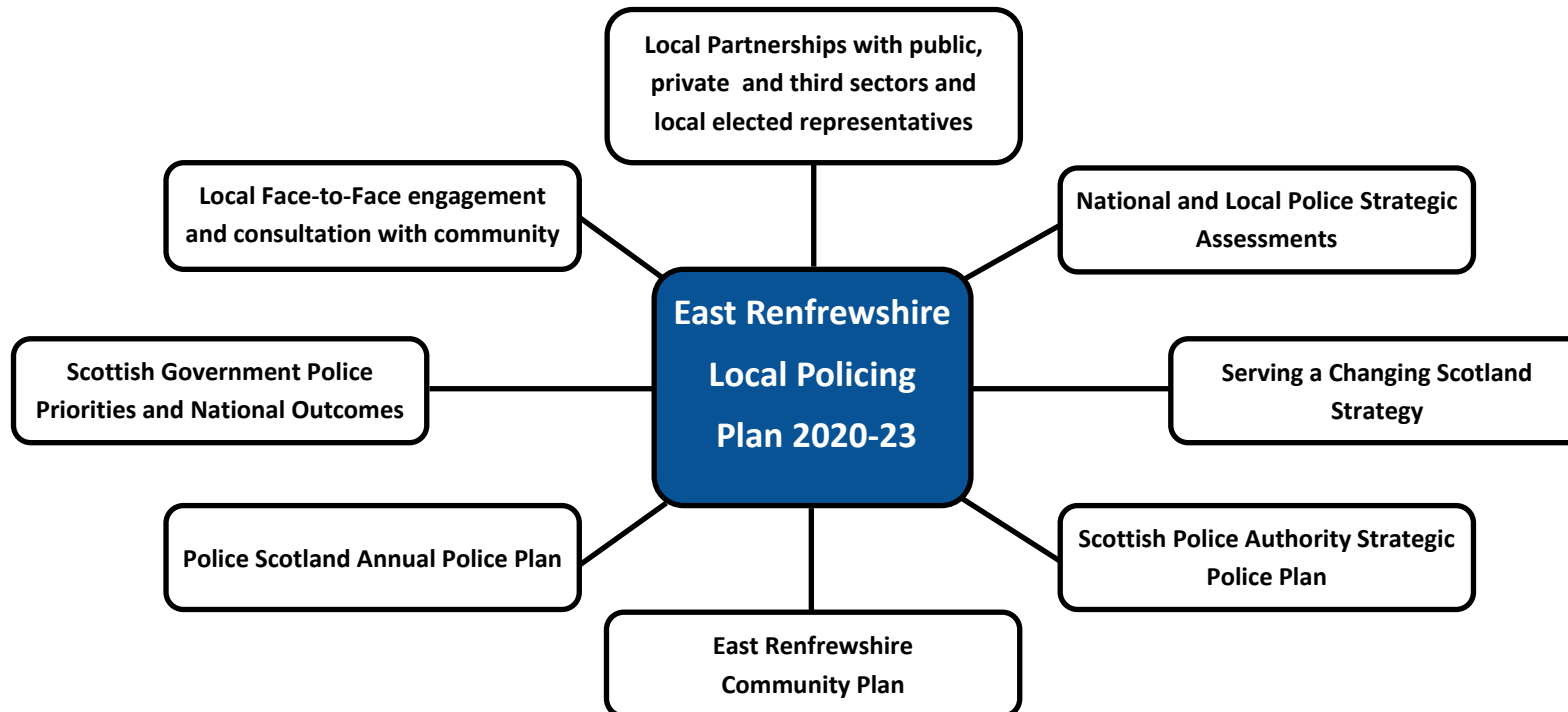 Local Partnerships with public,
private and third sectors and
local elected representatives
Local Face-to-Face engagement
and consultation with community
National and Local Police Strategic
Assessments
East Renfrewshire
Local Policing
Plan 2020-23
Scottish Government Police
Priorities and National Outcomes
Serving a Changing Scotland
Strategy
Police Scotland Annual Police Plan
Scottish Police Authority Strategic
Police Plan
East Renfrewshire
Community Plan